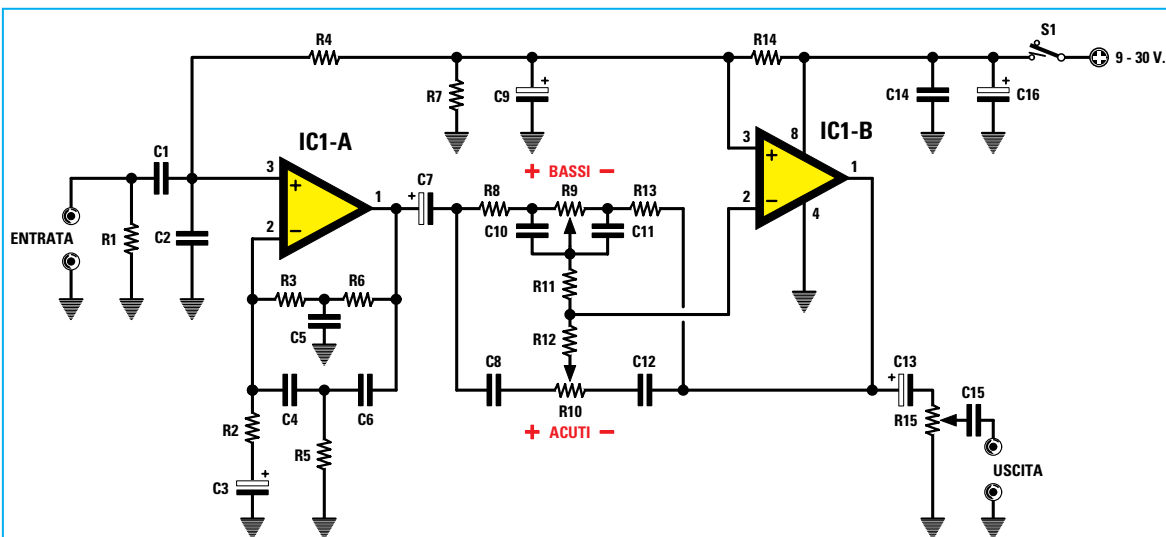 R4
R14
S1
9 - 30 V.
R7
C9
+
C14
+
C16
IC1-A
IC1-B
C1
3
+
1
C7
+
+ BASSI −
3
+
8
1
2
−
4
R8
R9
R13
C10
C11
2
−
ENTRATA
R1
C2
R3
R6
C5
R11
R12
C8
C12
R10
+ ACUTI −
C4
C6
R2
R5
C3
+
C13
+
R15
C15
USCITA